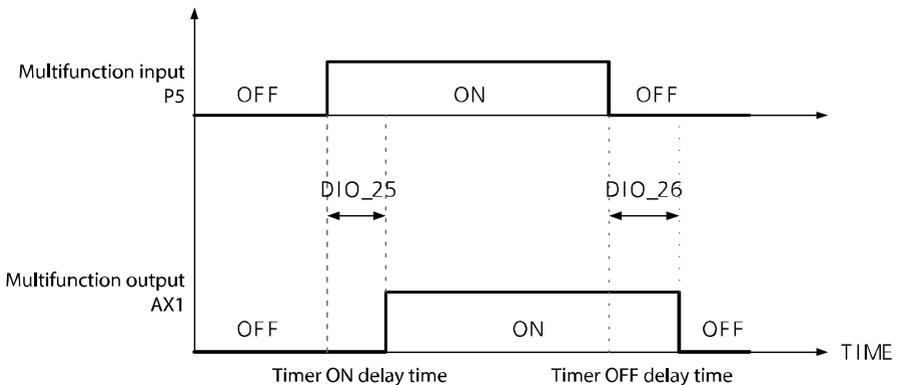 Multifunction input
P5
OFF
ON
OFF
DIO_25
DIO_26
Multifunction output
AX1
OFF
ON
OFF
TIME
Timer ON delay time
Timer OFF delay time